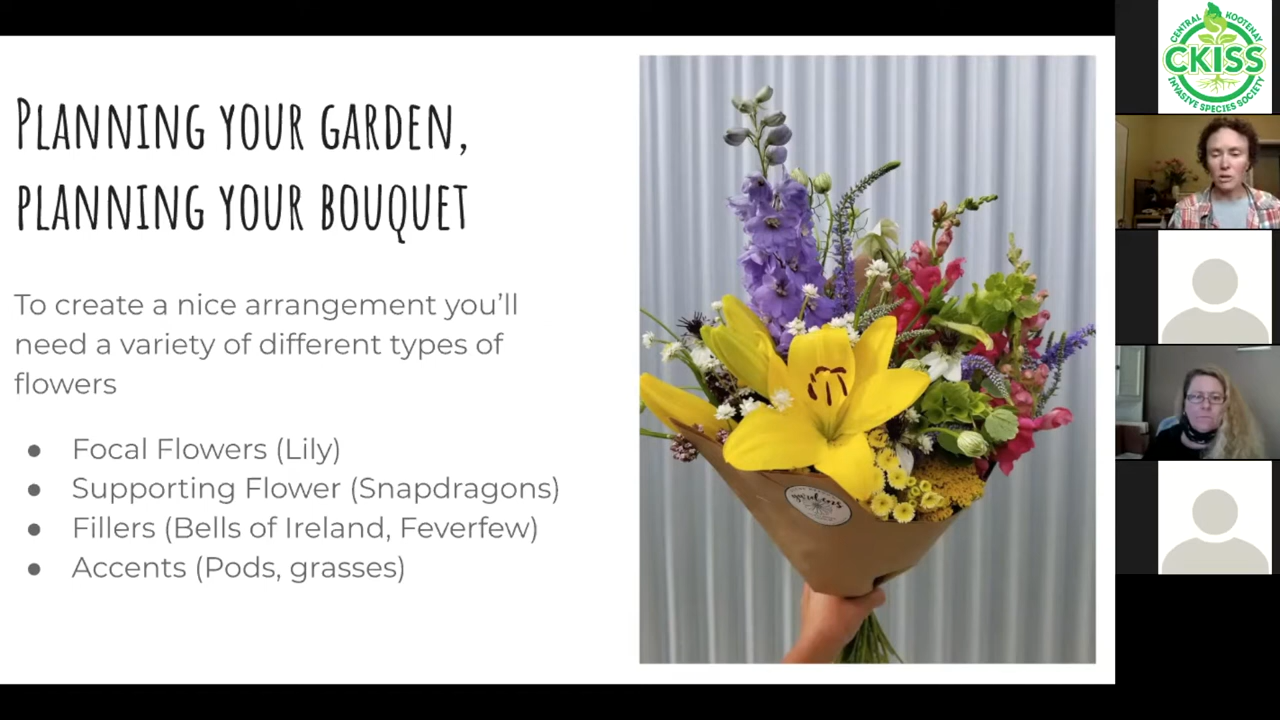 Planning your garden,
planning your bouquet
To create a nice arrangement you'll
need a variety of different types of
flowers
● Focal Flowers (Lily)
● Supporting Flower (Snapdragons)
● Fillers (Bells of Ireland, Feverfew)
● Accents (Pods, grasses)
gardens
CENTRAL KOOTENAY
CKISS
INVASIVE SPECIES SOCIETY